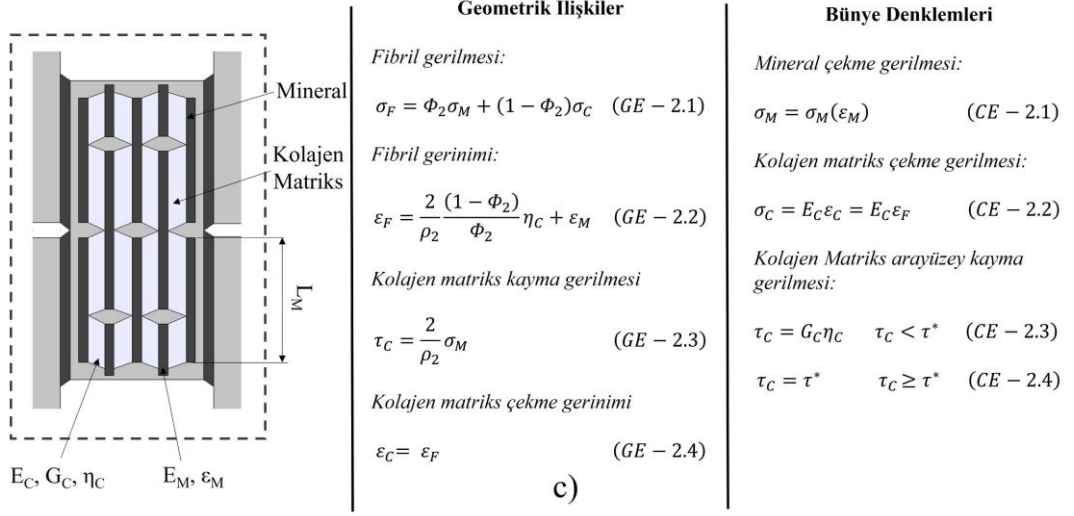 Mineral
Kolajen
Matriks
L_M
E_C, G_C, η_C
E_M, ε_M
Geometrik İlişkiler
Fibril gerilmesi:
σ_F = Φ_2σ_M + (1 − Φ_2)σ_C (GE − 2.1)
Fibril gerinimi:
ε_F = \frac{2}{ρ_2} \frac{(1 − Φ_2)}{Φ_2} η_C + ε_M (GE − 2.2)
Kolajen matriks kayma gerilmesi
τ_C = \frac{2}{ρ_2} σ_M (GE − 2.3)
Kolajen matriks çekme gerinimi
ε_C = ε_F (GE − 2.4)
c)
Bünye Denklemleri
Mineral çekme gerilmesi:
σ_M = σ_M(ε_M) (CE − 2.1)
Kolajen matriks çekme gerilmesi:
σ_C = E_Cε_C = E_Cε_F (CE − 2.2)
Kolajen Matriks arayüzey kayma
gerilmesi:
τ_C = G_Cη_C τ_C < τ* (CE − 2.3)
τ_C = τ* τ_C ≥ τ* (CE − 2.4)